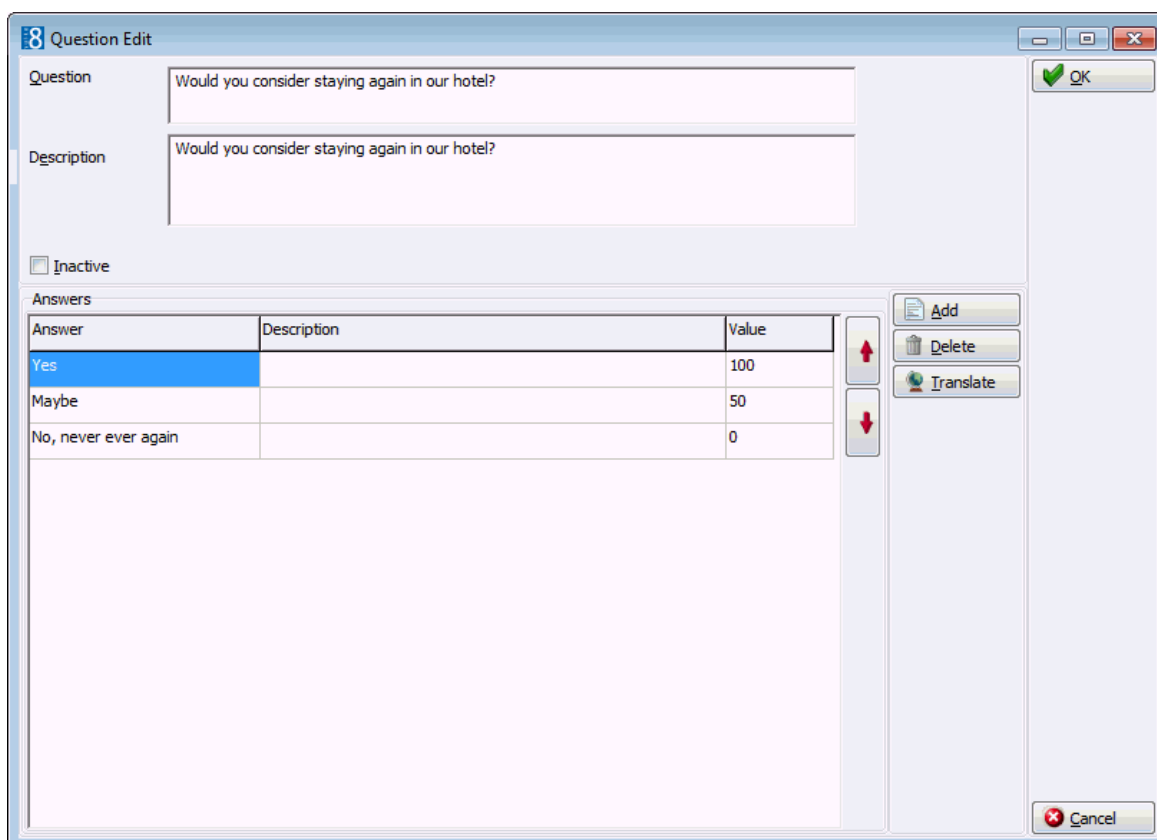 8 Question Edit
Question
Would you consider staying again in our hotel?
OK
Description
Would you consider staying again in our hotel?
Inactive
Answers
Add
Answer Description Value
Delete
Yes 100
Translate
Maybe 50
No, never ever again 0
Cancel